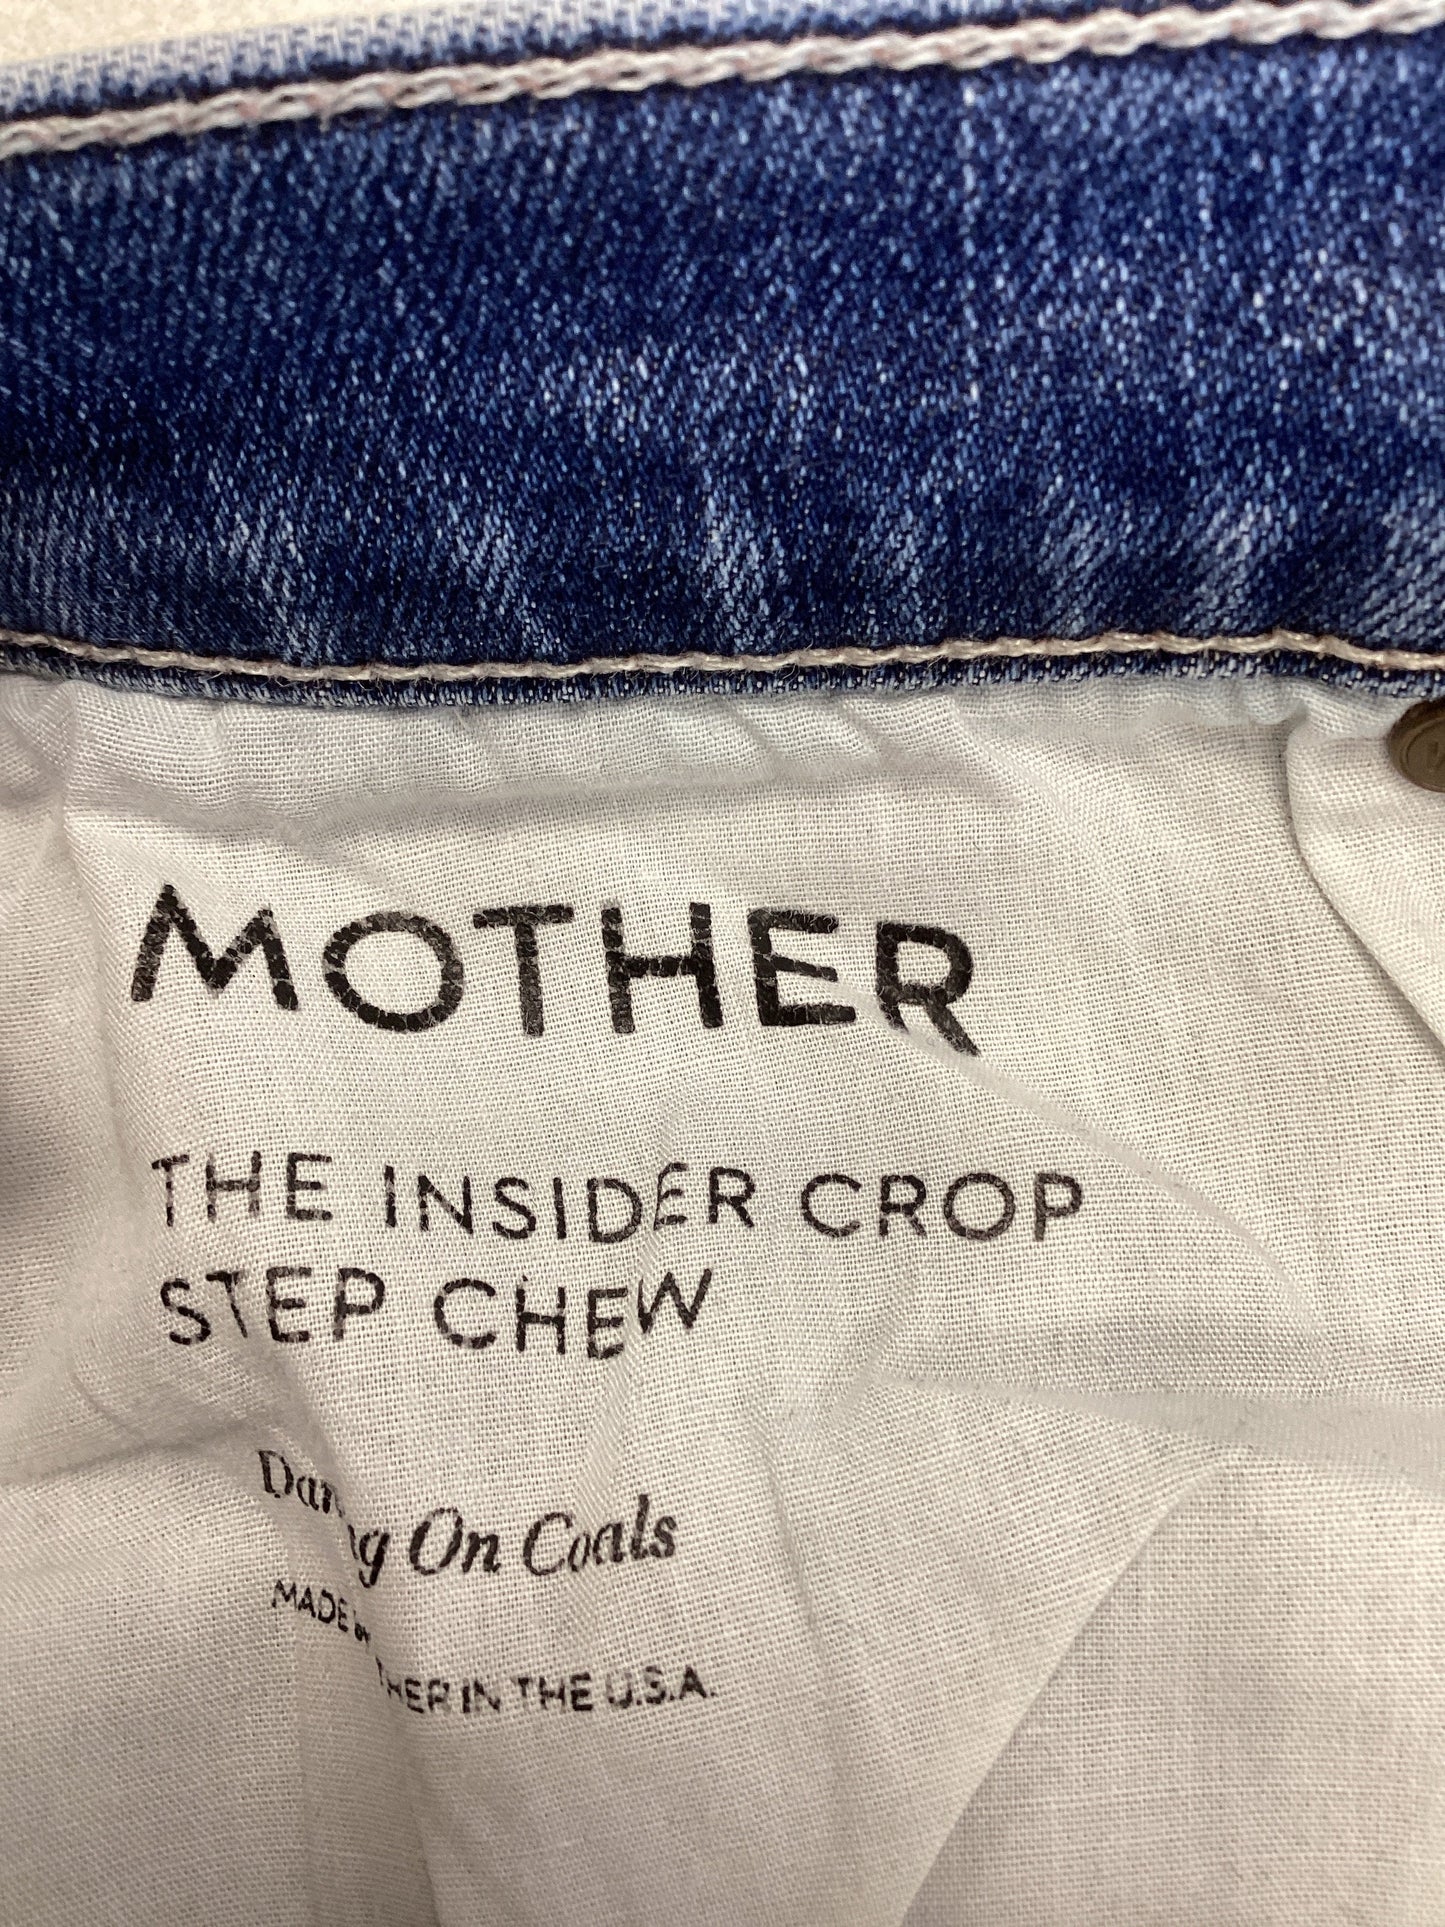 MOTHER
THE INSIDER CROP
STEP CHEW
On Coals
MADE
IN THE U.S.A.